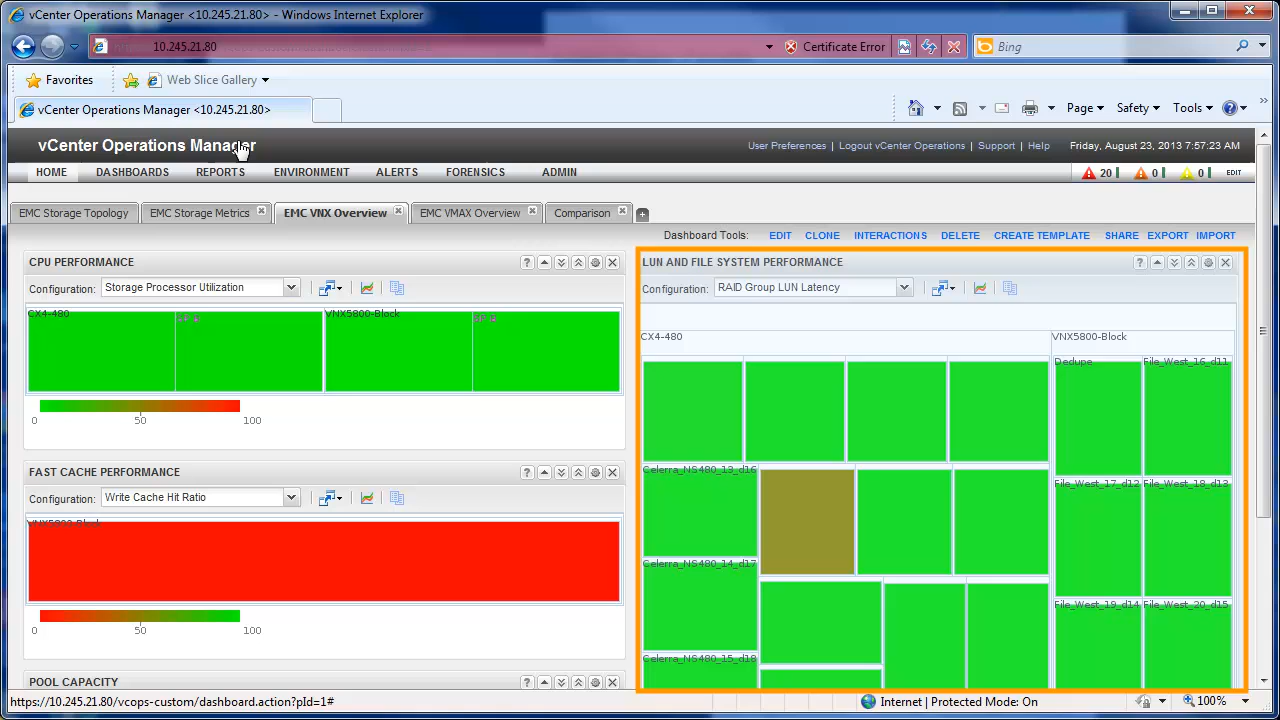 vCenter Operations Manager <10.245.21.80> - Windows Internet Explorer
10.245.21.80
Certificate Error
Bing
Favorites
Web Slice Gallery
vCenter Operations Manager <10.245.21.80>
Page
Safety
Tools
vCenter Operations Manager
User Preferences | Logout vCenter Operations | Support | Help
Friday, August 23, 2013 7:57:23 AM
HOME DASHBOARDS REPORTS ENVIRONMENT ALERTS FORENSICS ADMIN
20 0 0 EDIT
EMC Storage Topology
EMC Storage Metrics
EMC VNX Overview
EMC VMAX Overview
Comparison
Dashboard Tools: EDIT CLONE INTERACTIONS DELETE CREATE TEMPLATE SHARE EXPORT IMPORT
CPU PERFORMANCE
Configuration: Storage Processor Utilization
CX4-480
SP B
VNX5800-Block
SP B
0 50 100
FAST CACHE PERFORMANCE
Configuration: Write Cache Hit Ratio
VNX5800-Block
0 50 100
POOL CAPACITY
LUN AND FILE SYSTEM PERFORMANCE
Configuration: RAID Group LUN Latency
CX4-480
VNX5800-Block
Dedupe
File_West_16_d11
Celerra_NS480_13_d16
File_West_17_d12
File_West_18_d13
Celerra_NS480_14_d17
File_West_19_d14
File_West_20_d15
Celerra_NS480_15_d18
https://10.245.21.80/vcops-custom/dashboard.action?pId=1#
Internet | Protected Mode: On
100%